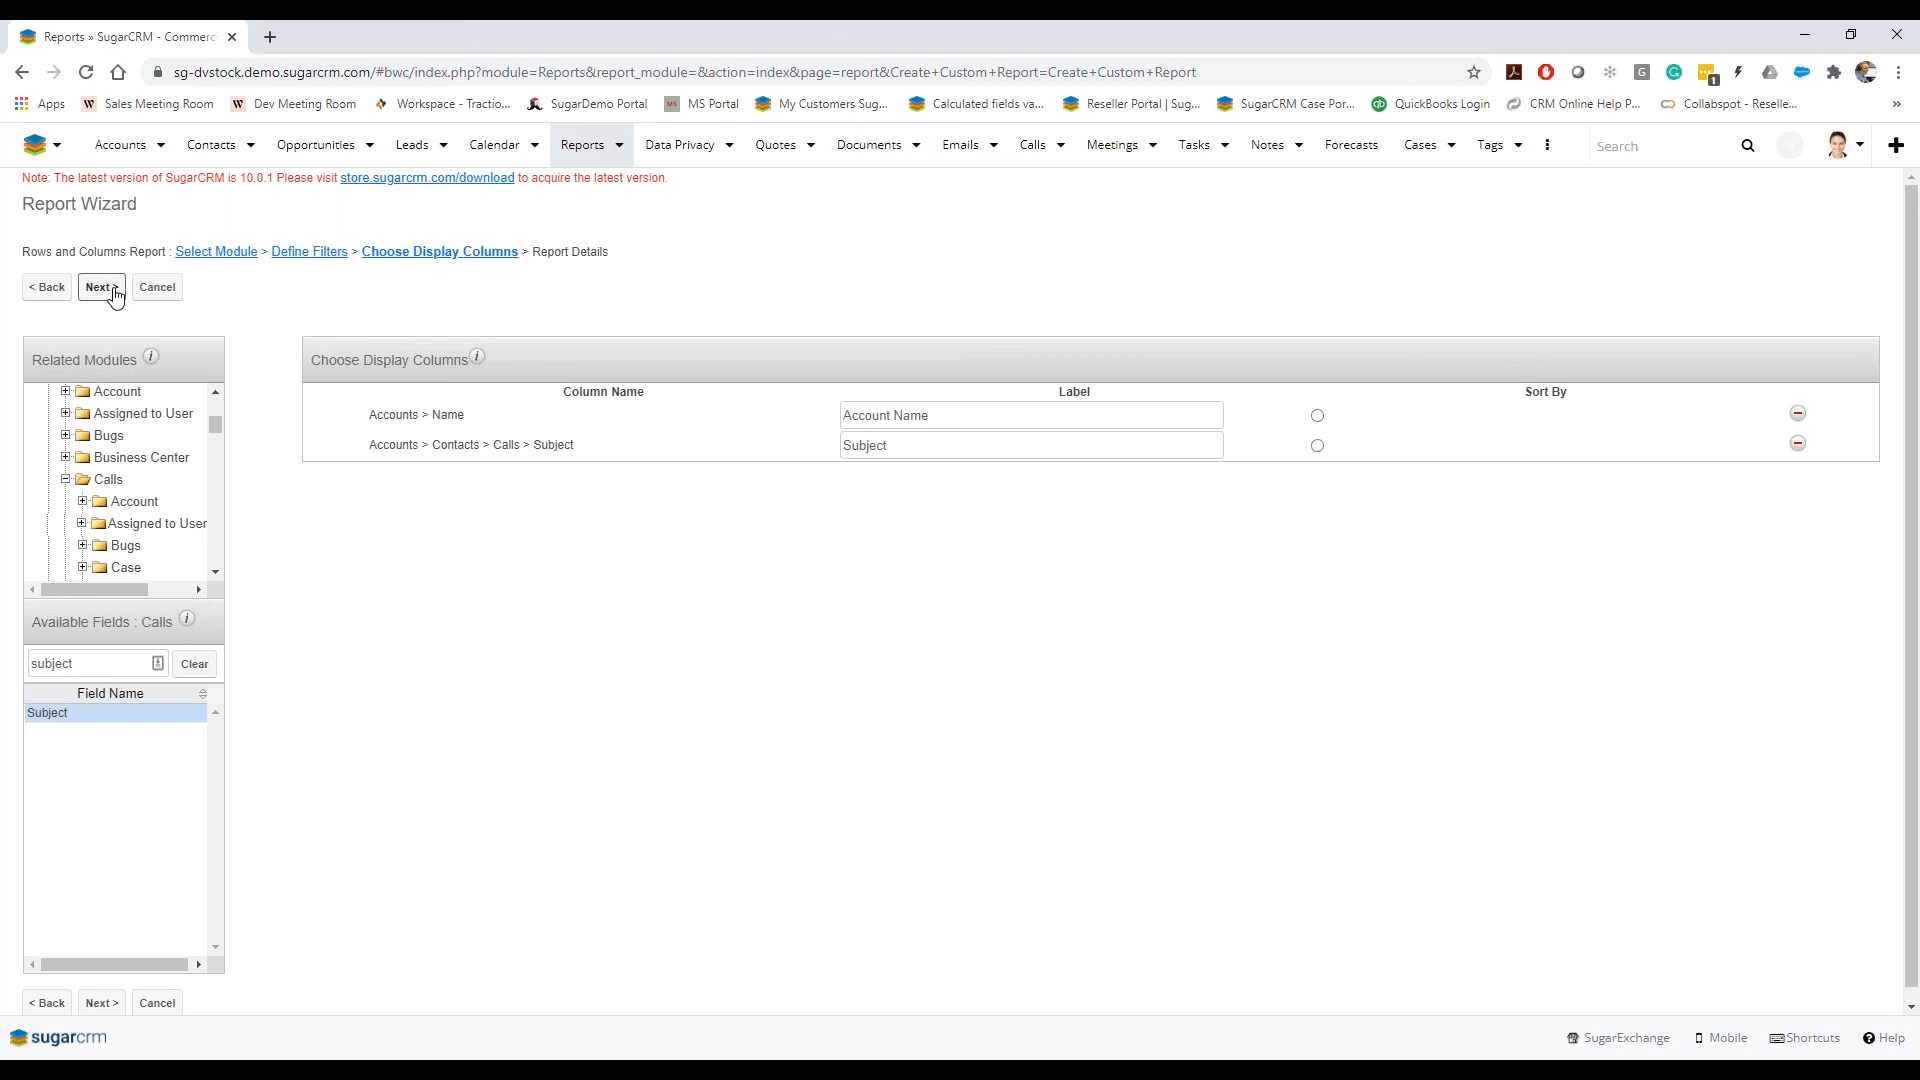 Reports » SugarCRM - Commerc
sg-dvstock.demo.sugarcrm.com/#bwc/index.php?module=Reports&report_module=&action=index&page=report&Create+Custom+Report=Create+Custom+Report
1
Apps Sales Meeting Room Dev Meeting Room Workspace - Tractio... SugarDemo Portal MS Portal My Customers Sug... Calculated fields va... Reseller Portal | Sug... SugarCRM Case Por... QuickBooks Login CRM Online Help P... Collabspot - Reselle... »
Accounts Contacts Opportunities Leads Calendar Reports Data Privacy Quotes Documents Emails Calls Meetings Tasks Notes Forecasts Cases Tags Search
Note: The latest version of SugarCRM is 10.0.1 Please visit store.sugarcrm.com/download to acquire the latest version.
Report Wizard
Rows and Columns Report : Select Module > Define Filters > Choose Display Columns > Report Details
< Back Next > Cancel
Related Modules i
Account
Assigned to User
Bugs
Business Center
Calls
Account
Assigned to User
Bugs
Case
Choose Display Columns i
Column Name Label Sort By
Accounts > Name Account Name
Accounts > Contacts > Calls > Subject Subject
Available Fields : Calls i
subject Clear
Field Name
Subject
< Back Next > Cancel
sugarcrm SugarExchange Mobile Shortcuts Help